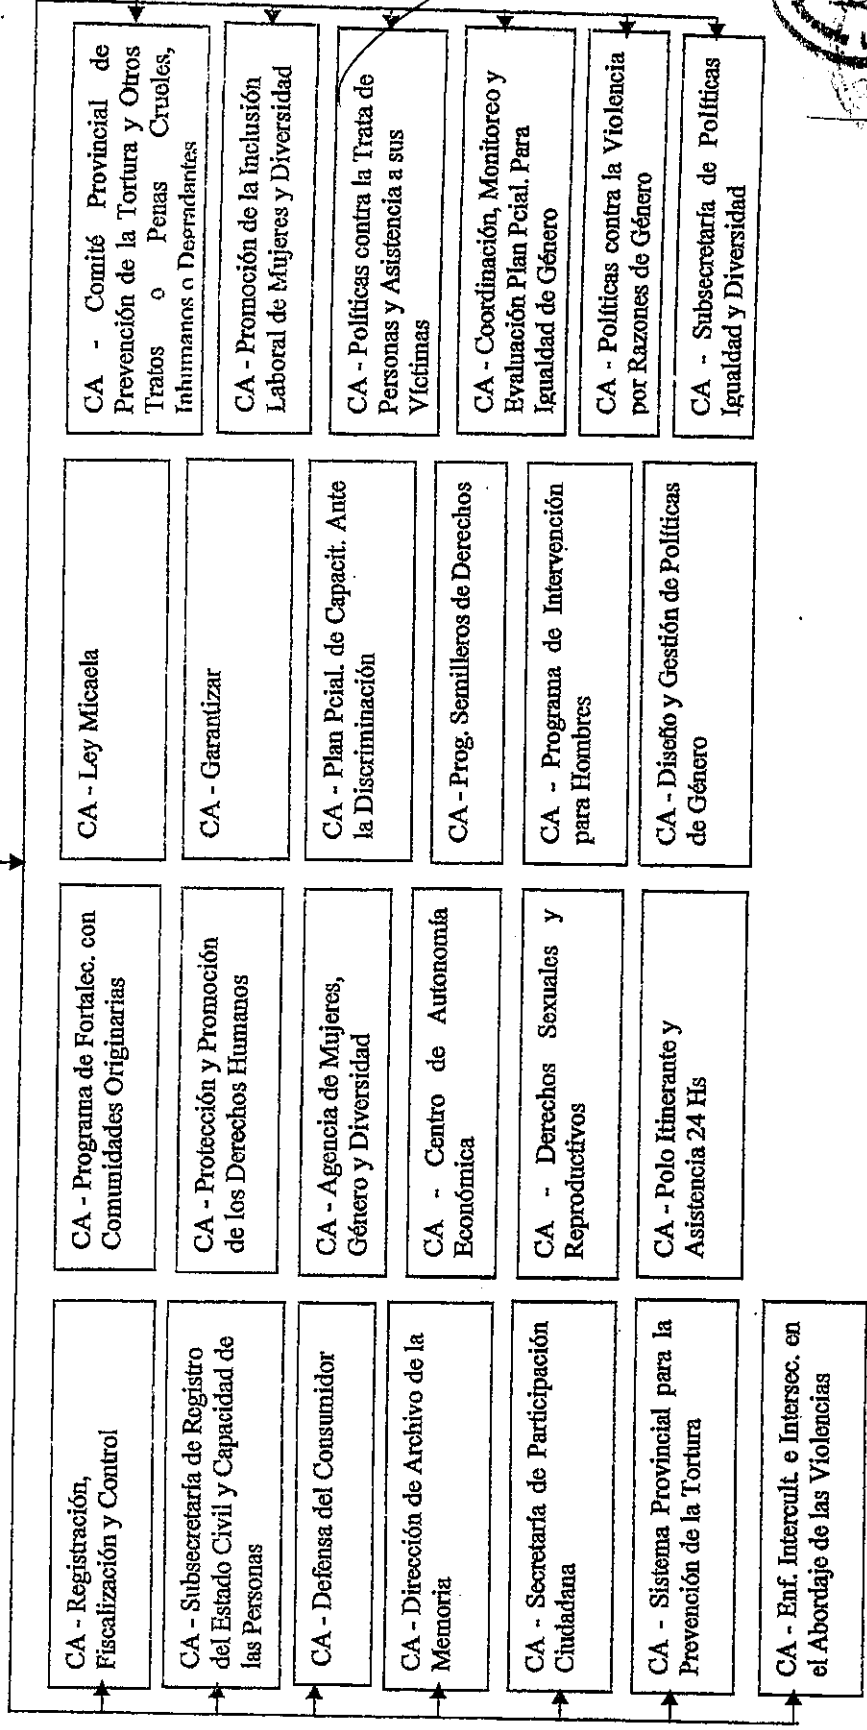 CA - Registración,
Fiscalización y Control
CA - Subsecretaría de Registro
del Estado Civil y Capacidad de
las Personas
CA - Defensa del Consumidor
CA - Dirección de Archivo de la
Memoria
CA - Secretaría de Participación
Ciudadana
CA - Sistema Provincial para la
Prevención de la Tortura
CA - Enf. Intercult. e Intersec. en
el Abordaje de las Violencias
CA - Programa de Fortalec. con
Comunidades Originarias
CA - Protección y Promoción
de los Derechos Humanos
CA - Agencia de Mujeres,
Género y Diversidad
CA - Centro de Autonomía
Económica
CA - Derechos Sexuales y
Reproductivos
CA - Polo Itinerante y
Asistencia 24 Hs
CA - Ley Micaela
CA - Garantizar
CA - Plan Pcial. de Capacit. Ante
la Discriminación
CA - Prog. Semilleros de Derechos
CA - Programa de Intervención
para Hombres
CA - Diseño y Gestión de Políticas
de Género
CA - Comité Provincial de
Prevención de la Tortura y Otros
Tratos o Penas Crueles,
Inhumanos o Degradantes
CA - Promoción de la Inclusión
Laboral de Mujeres y Diversidad
CA - Políticas contra la Trata de
Personas y Asistencia a sus
Víctimas
CA - Coordinación, Monitoreo y
Evaluación Plan Pcial. Para
Igualdad de Género
CA - Políticas contra la Violencia
por Razones de Género
CA - Subsecretaría de Políticas
Igualdad y Diversidad